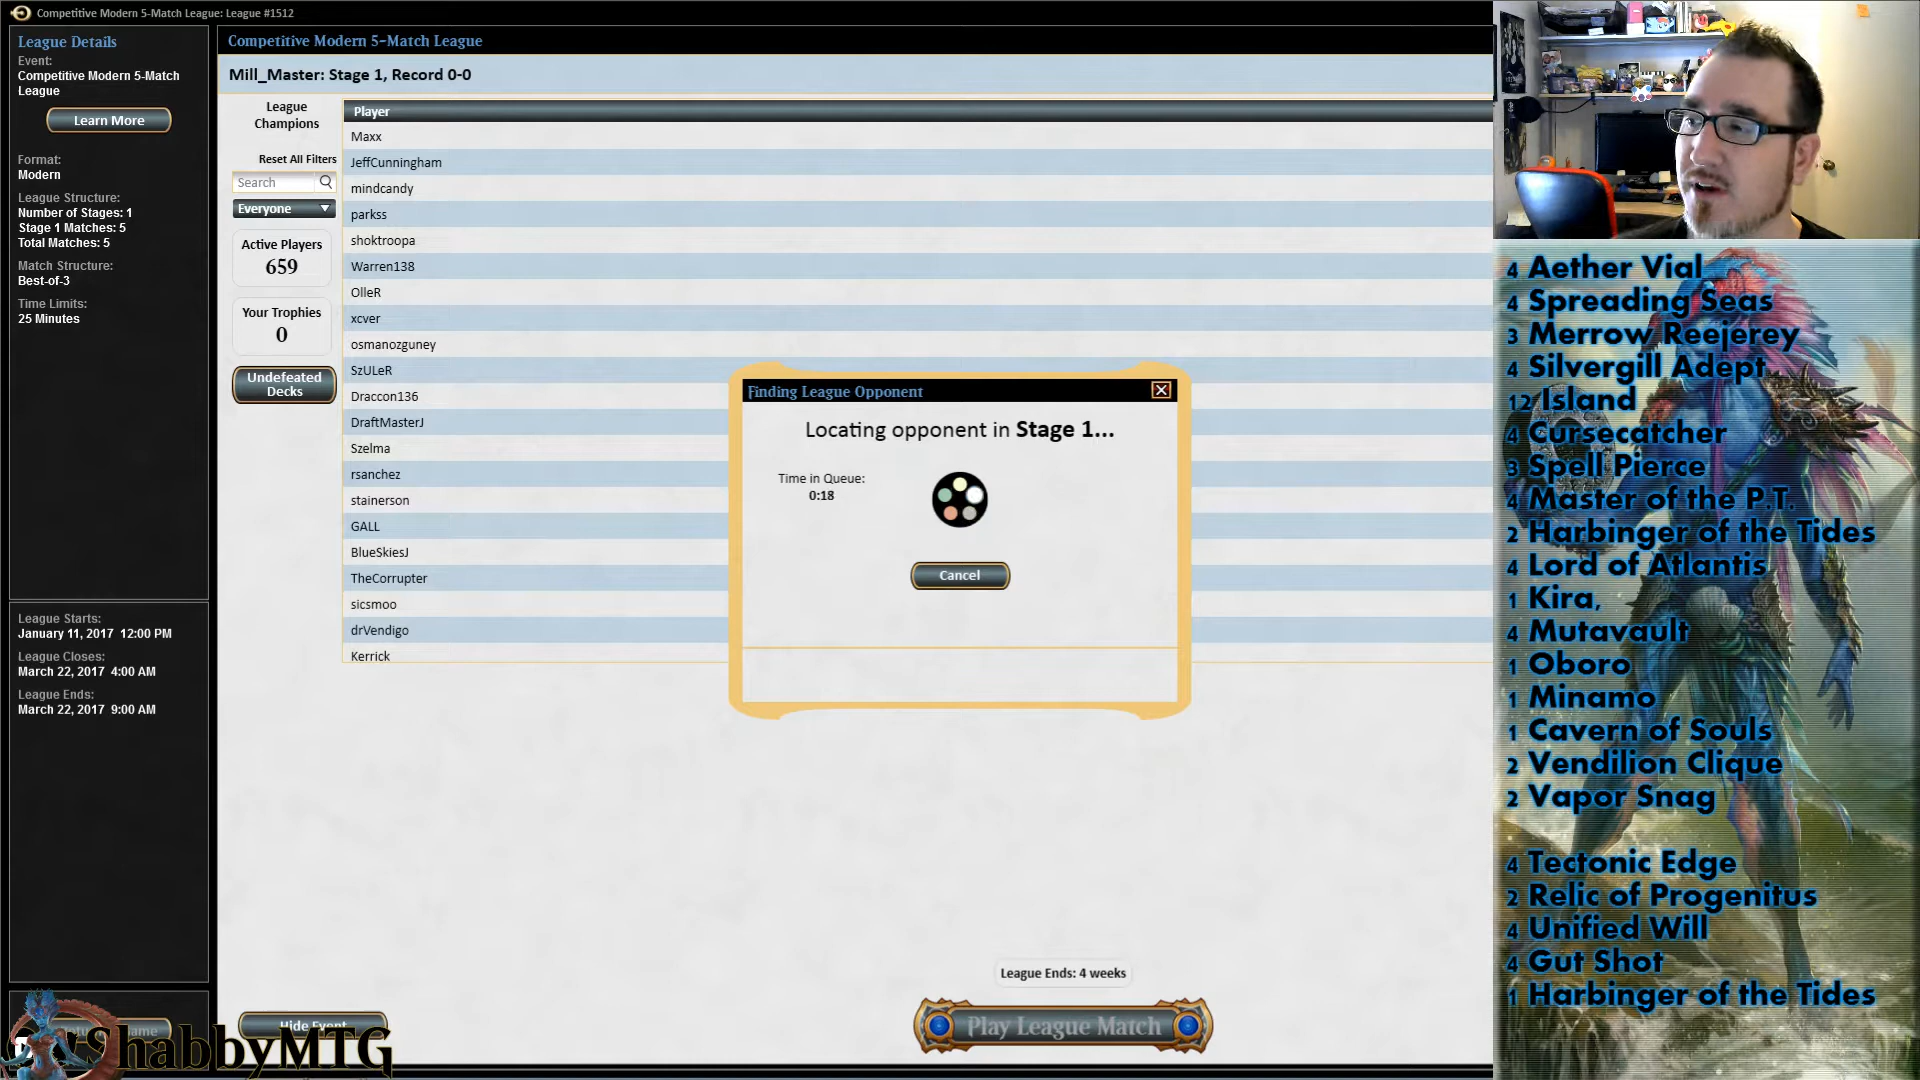 Competitive Modern 5-Match League: League #1512
League Details
Event:
Competitive Modern 5-Match
League
Learn More
Format:
Modern
League Structure:
Number of Stages: 1
Stage 1 Matches: 5
Total Matches: 5
Match Structure:
Best-of-3
Time Limits:
25 Minutes
League Starts:
January 11, 2017 12:00 PM
League Closes:
March 22, 2017 4:00 AM
League Ends:
March 22, 2017 9:00 AM
Competitive Modern 5-Match League
Mill_Master: Stage 1, Record 0-0
League
Champions
Reset All Filters
Search
Everyone
Active Players
659
Your Trophies
0
Undefeated
Decks
Player
Maxx
JeffCunningham
mindcandy
parkss
shoktroopa
Warren138
OlleR
xcver
osmanozguney
SzULeR
Draccon136
DraftMasterJ
Szelma
rsanchez
stainerson
GALL
BlueSkiesJ
TheCorrupter
sicsmoo
drVendigo
Kerrick
Finding League Opponent
Locating opponent in Stage 1...
Time in Queue:
0:18
Cancel
League Ends: 4 weeks
Play League Match
Hide Event
ShabbyMTG
4 Aether Vial
4 Spreading Seas
3 Merrow Reejerey
4 Silvergill Adept
12 Island
4 Cursecatcher
3 Spell Pierce
4 Master of the P.T.
2 Harbinger of the Tides
4 Lord of Atlantis
1 Kira,
4 Mutavault
1 Oboro
1 Minamo
1 Cavern of Souls
2 Vendilion Clique
2 Vapor Snag
4 Tectonic Edge
2 Relic of Progenitus
4 Unified Will
4 Gut Shot
1 Harbinger of the Tides